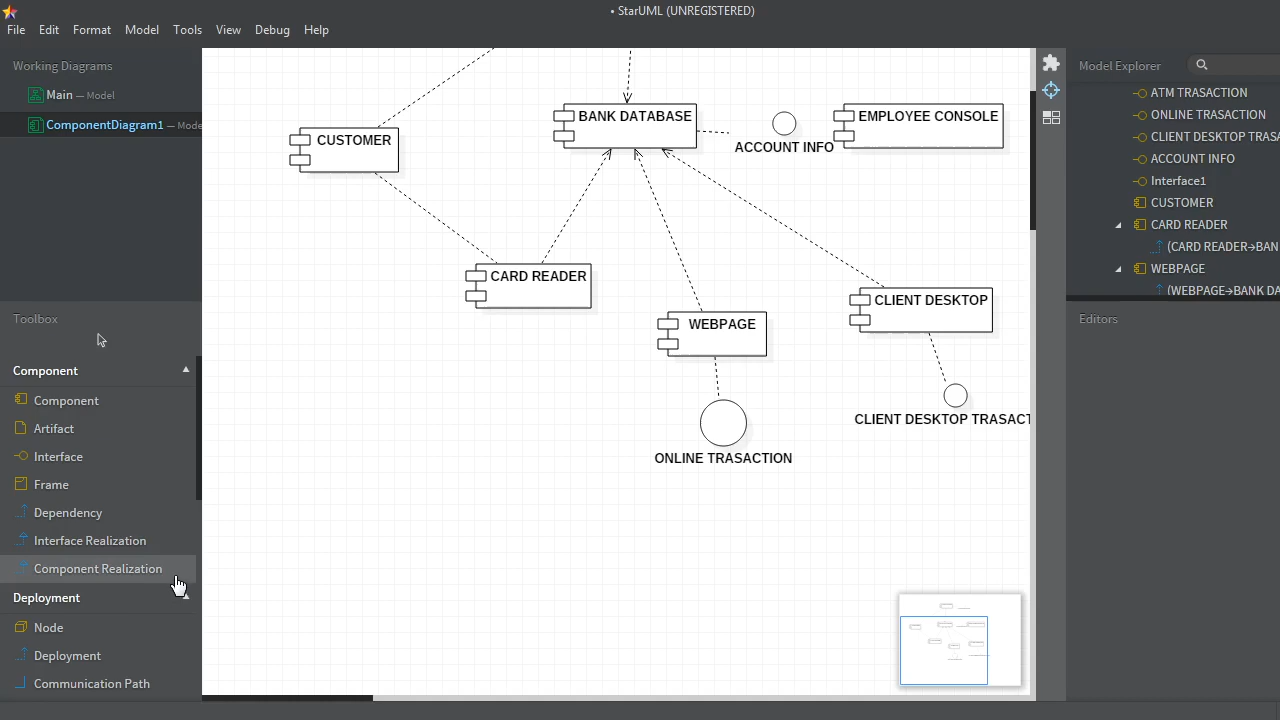 • StarUML (UNREGISTERED)
File Edit Format Model Tools View Debug Help
Working Diagrams
Main — Model
ComponentDiagram1 — Mode
Toolbox
Component
Component
Artifact
Interface
Frame
Dependency
Interface Realization
Component Realization
Deployment
Node
Deployment
Communication Path
CUSTOMER
BANK DATABASE
ACCOUNT INFO
EMPLOYEE CONSOLE
CARD READER
WEBPAGE
CLIENT DESKTOP
ONLINE TRASACTION
CLIENT DESKTOP TRASACT
Model Explorer
ATM TRASACTION
ONLINE TRASACTION
CLIENT DESKTOP TRASA
ACCOUNT INFO
Interface1
CUSTOMER
CARD READER
(CARD READER→BAN
WEBPAGE
(WEBPAGE→BANK DA
Editors